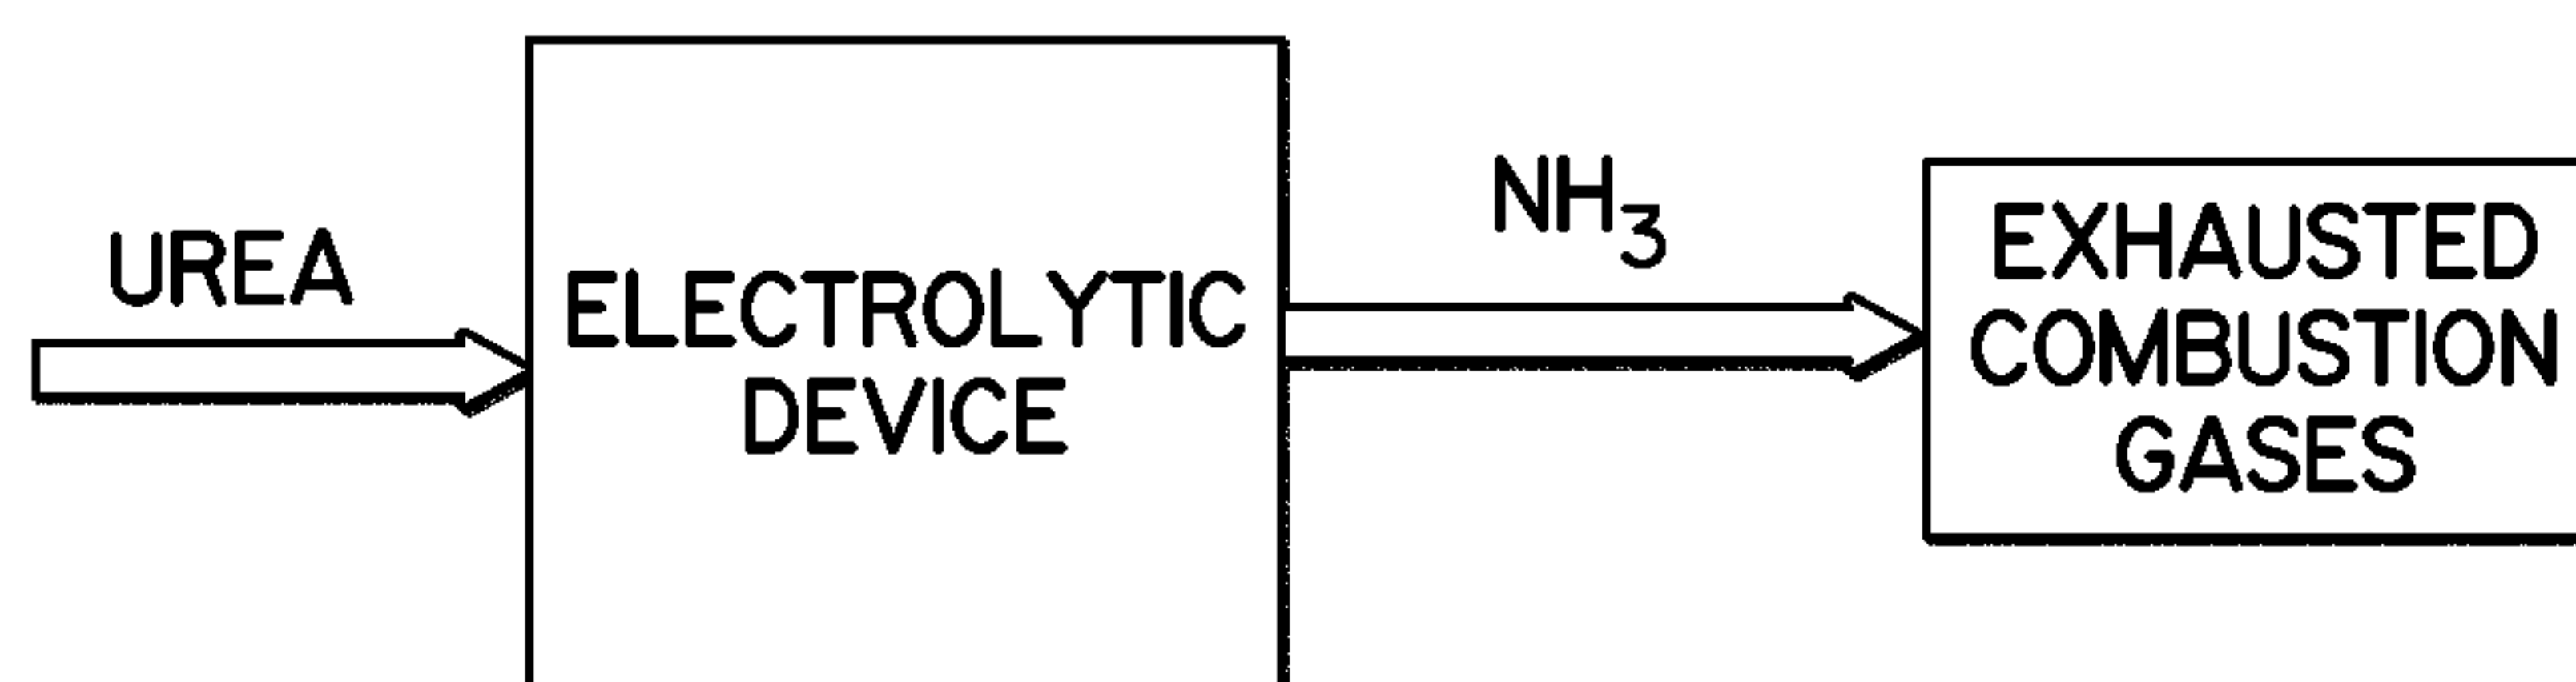 UREA
ELECTROLYTIC
DEVICE
NH₃
EXHAUSTED
COMBUSTION
GASES